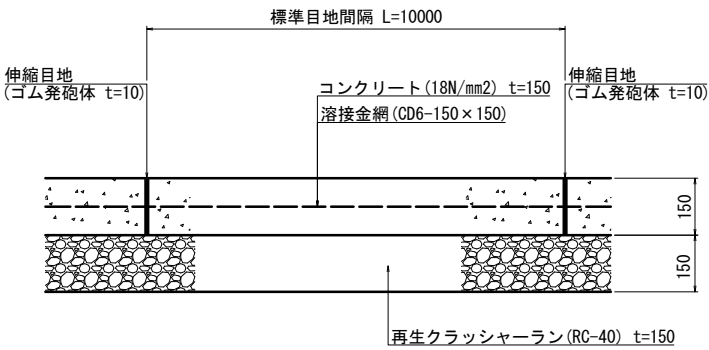 標準目地間隔 L=10000
伸縮目地
(ゴム発砲体 t=10)
コンクリート(18N/mm2) t=150
溶接金網(CD6-150×150)
伸縮目地
(ゴム発砲体 t=10)
150
150
再生クラッシャーラン(RC-40) t=150